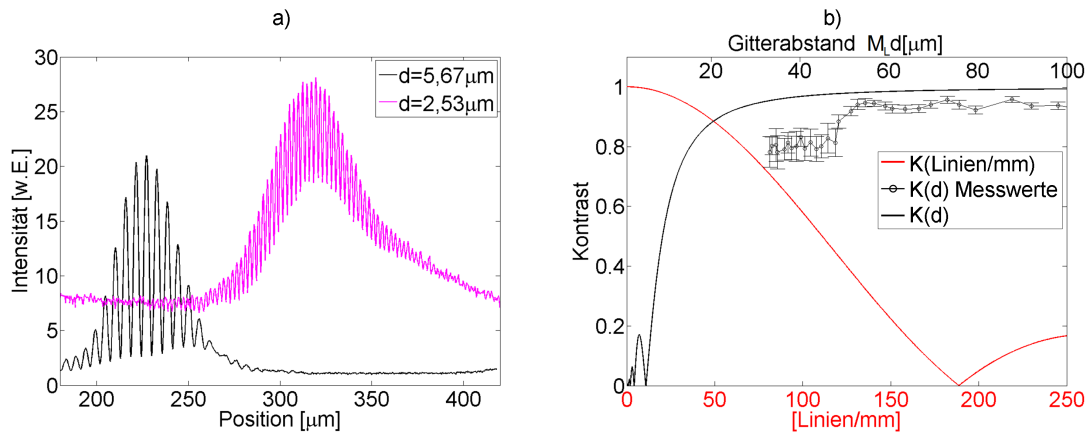 a)
30
25
20
15
10
5
0
Intensität [w.E.]
d=5,67μm
d=2,53μm
200
250
300
350
400
Position [μm]
b)
Gitterabstand M_L d[μm]
20
40
60
80
100
1
0.8
0.6
0.4
0.2
0
Kontrast
K(Linien/mm)
K(d) Messwerte
K(d)
0
50
100
150
200
250
[Linien/mm]